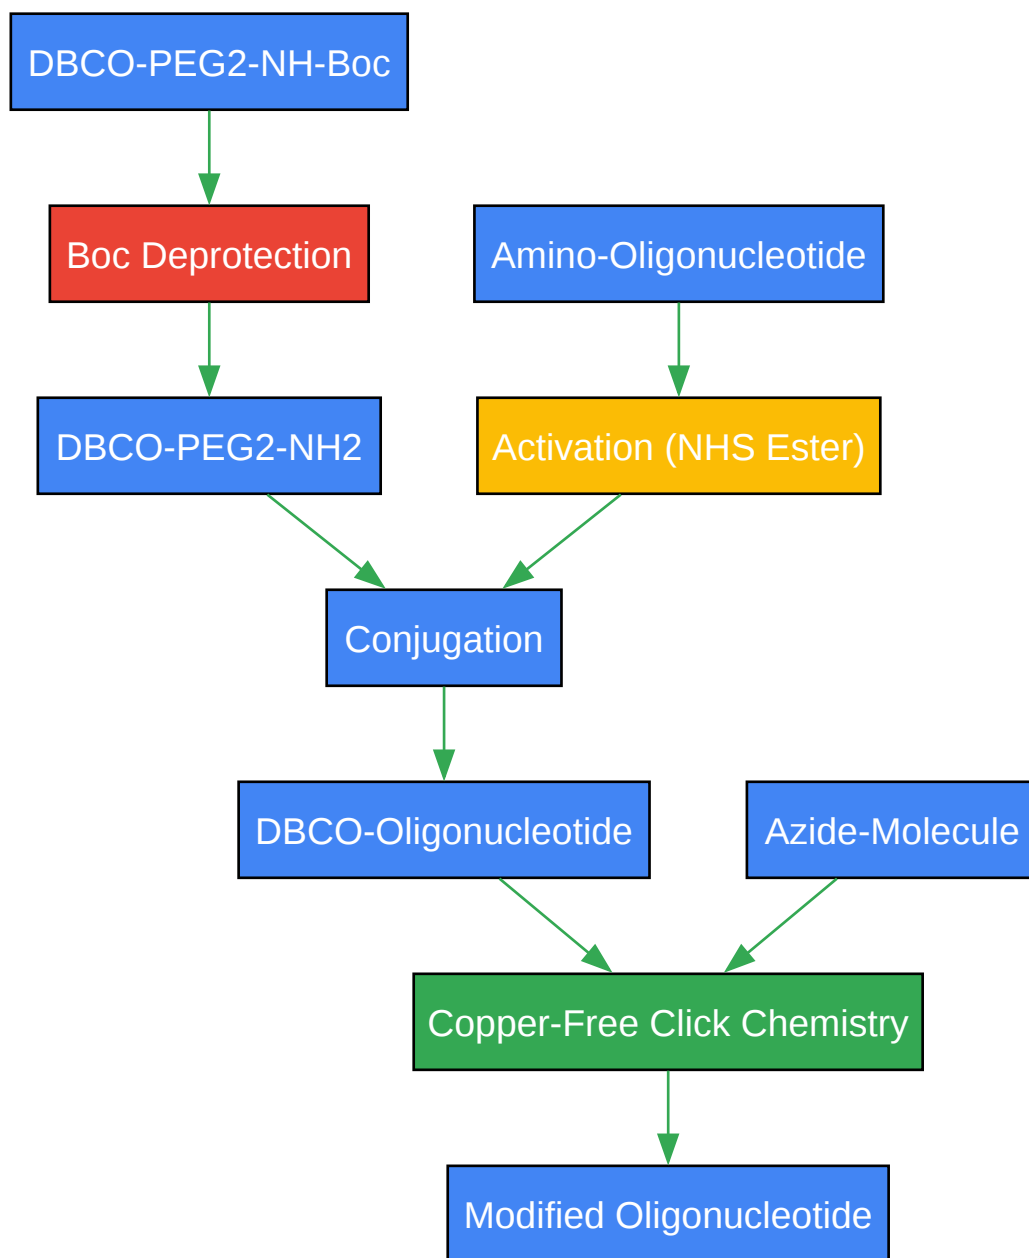 DBCO-PEG2-NH-Boc
Boc Deprotection
Amino-Oligonucleotide
DBCO-PEG2-NH2
Activation (NHS Ester)
Conjugation
DBCO-Oligonucleotide
Azide-Molecule
Copper-Free Click Chemistry
Modified Oligonucleotide